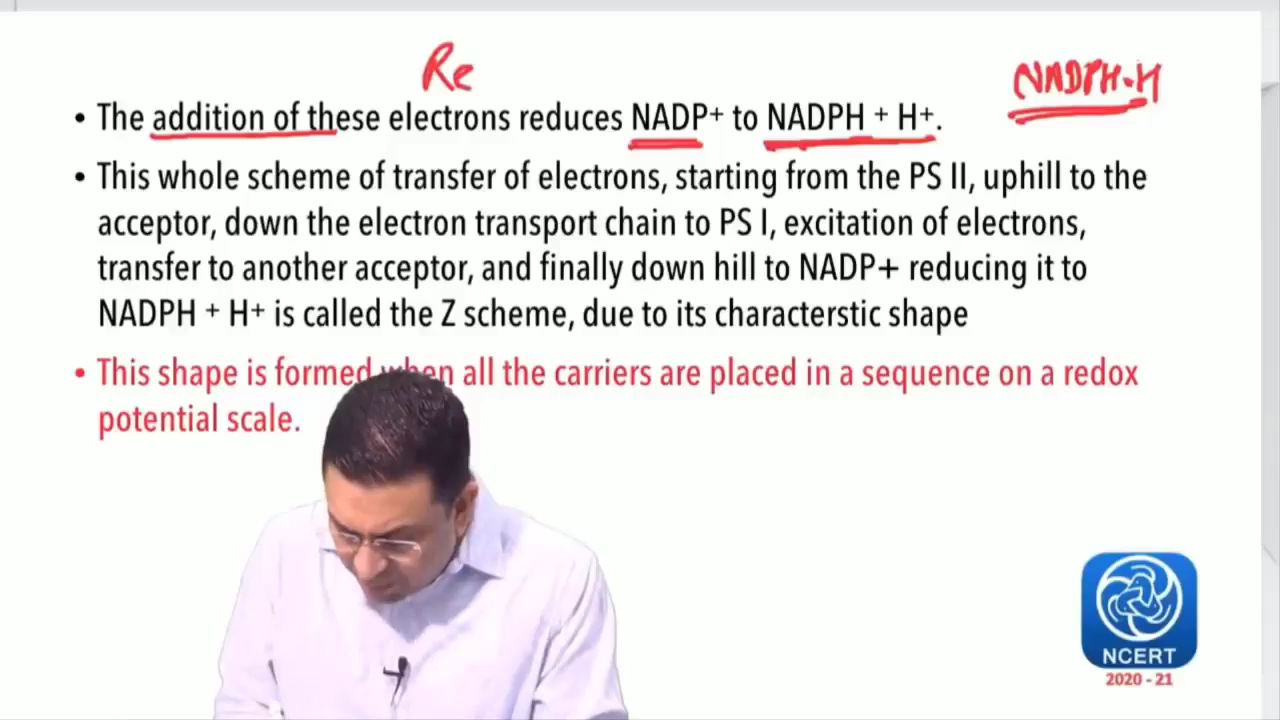 Re
NADPH+H
• The addition of these electrons reduces NADP+ to NADPH + H+.
• This whole scheme of transfer of electrons, starting from the PS II, uphill to the
acceptor, down the electron transport chain to PS I, excitation of electrons,
transfer to another acceptor, and finally down hill to NADP+ reducing it to
NADPH + H+ is called the Z scheme, due to its characterstic shape
• This shape is formed when all the carriers are placed in a sequence on a redox
potential scale.
NCERT
2020 - 21